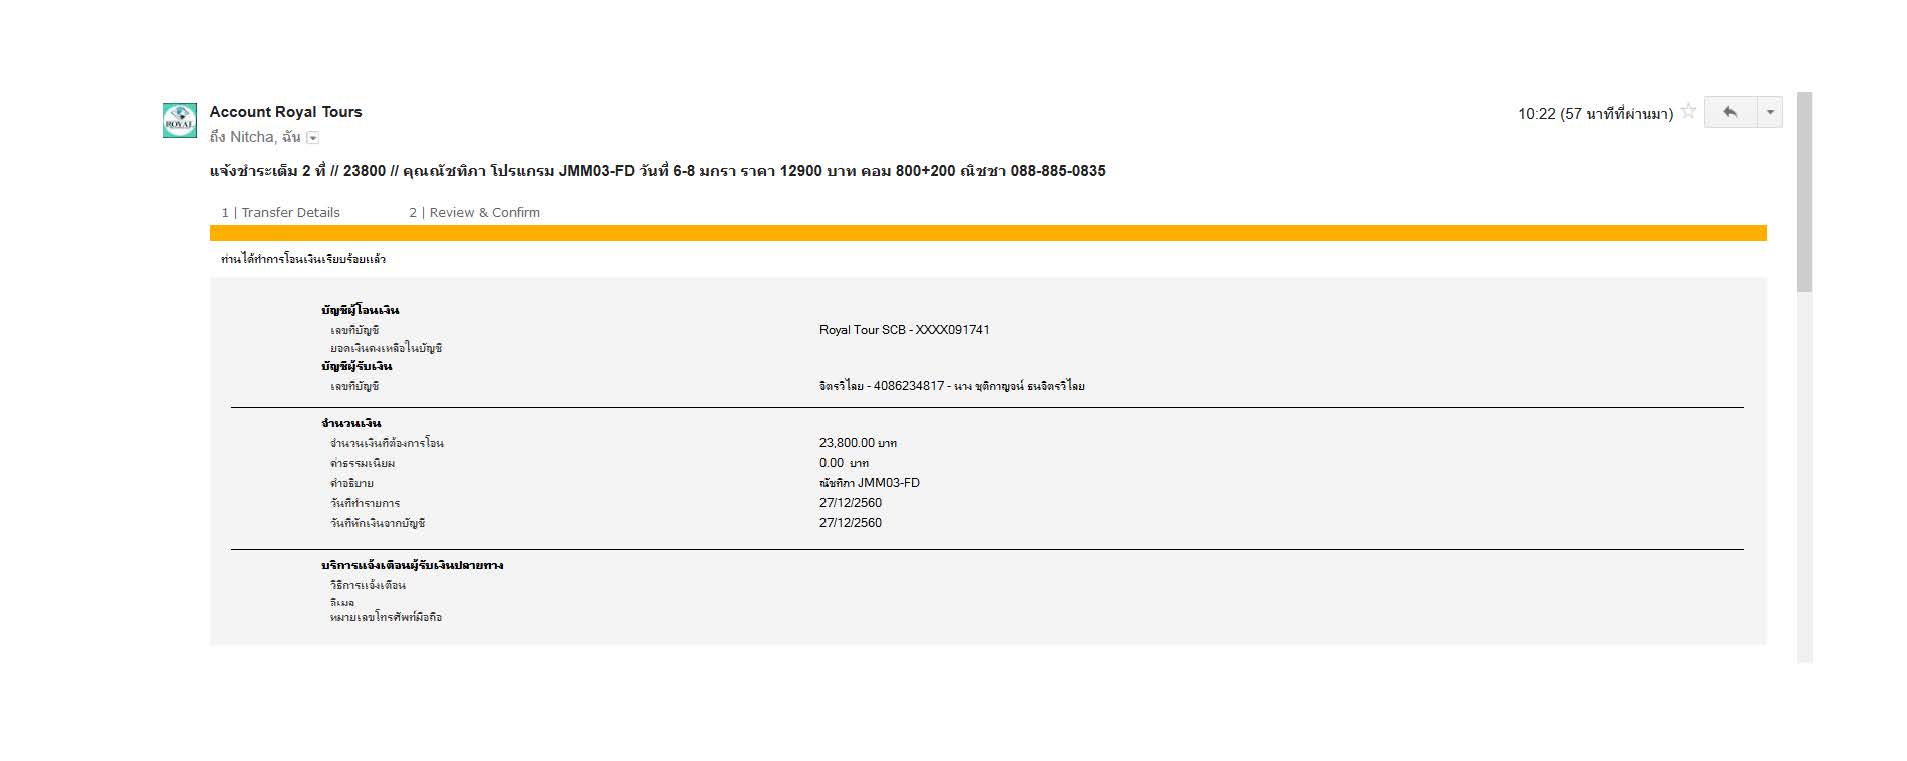 ROYAL
Account Royal Tours
10:22 (57 นาทีที่ผ่านมา)
ถึง Nitcha, ฉัน
แจ้งชำระเต็ม 2 ที่ // 23800 // คุณณัชทิภา โปรแกรม JMM03-FD วันที่ 6-8 มกรา ราคา 12900 บาท คอม 800+200 ณิชชา 088-885-0835
1 | Transfer Details 2 | Review & Confirm
ท่านได้ทำการโอนเงินเรียบร้อยแล้ว
บัญชีผู้โอนเงิน
เลขที่บัญชี Royal Tour SCB - XXXX091741
ยอดเงินคงเหลือในบัญชี
บัญชีผู้รับเงิน
เลขที่บัญชี จิตรวิไลย - 4086234817 - นาง ชุติกาญจน์ ธนจิตรวิไลย
จำนวนเงิน
จำนวนเงินที่ต้องการโอน 23,800.00 บาท
ค่าธรรมเนียม 0.00 บาท
คำอธิบาย ณัชทิภา JMM03-FD
วันที่ทำรายการ 27/12/2560
วันที่หักเงินจากบัญชี 27/12/2560
บริการแจ้งเตือนผู้รับเงินปลายทาง
วิธีการแจ้งเตือน
อีเมล
หมายเลขโทรศัพท์มือถือ